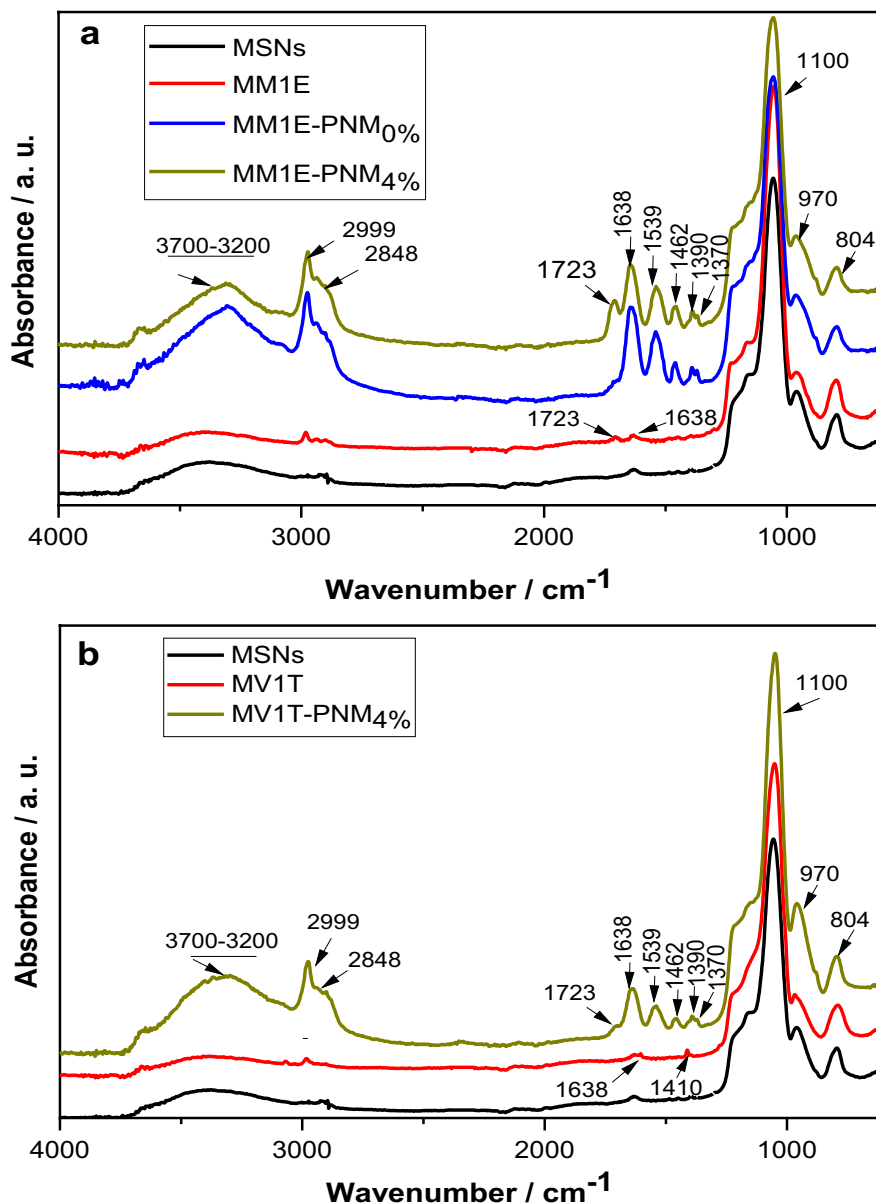 a
MSNs
MM1E
MM1E-PNM0%
MM1E-PNM4%
1100
970
804
3700-3200
2999
2848
1723
1638
1539
1462
1390
1370
1723
1638
Absorbance / a. u.
4000
3000
2000
1000
Wavenumber / cm-1
b
MSNs
MV1T
MV1T-PNM4%
1100
970
804
3700-3200
2999
2848
1723
1638
1539
1462
1390
1370
1638
1410
Absorbance / a. u.
4000
3000
2000
1000
Wavenumber / cm-1